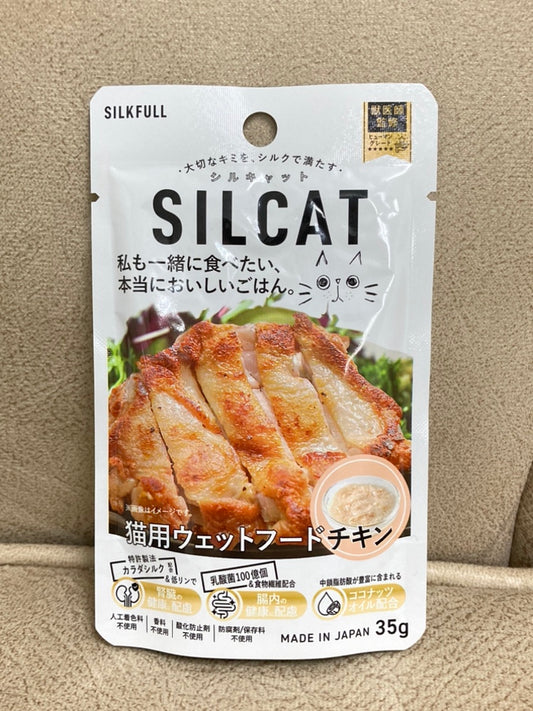 SILKFULL
獣医師
監修
ヒューマン
グレード
★★★★★
・大切なキミを、シルクで満たす・
シルキャット
SILCAT
私も一緒に食べたい、
本当においしいごはん。
※画像はイメージです。
猫用ウェットフードチキン
特許製法
カラダシルク配合
&低リンで
腎臓の
健康に配慮
乳酸菌100億個
&食物繊維配合
腸内の
健康に配慮
中鎖脂肪酸が豊富に含まれる
ココナッツ
オイル配合
人工着色料
不使用
香料
不使用
酸化防止剤
不使用
防腐剤/保存料
不使用
MADE IN JAPAN 35g